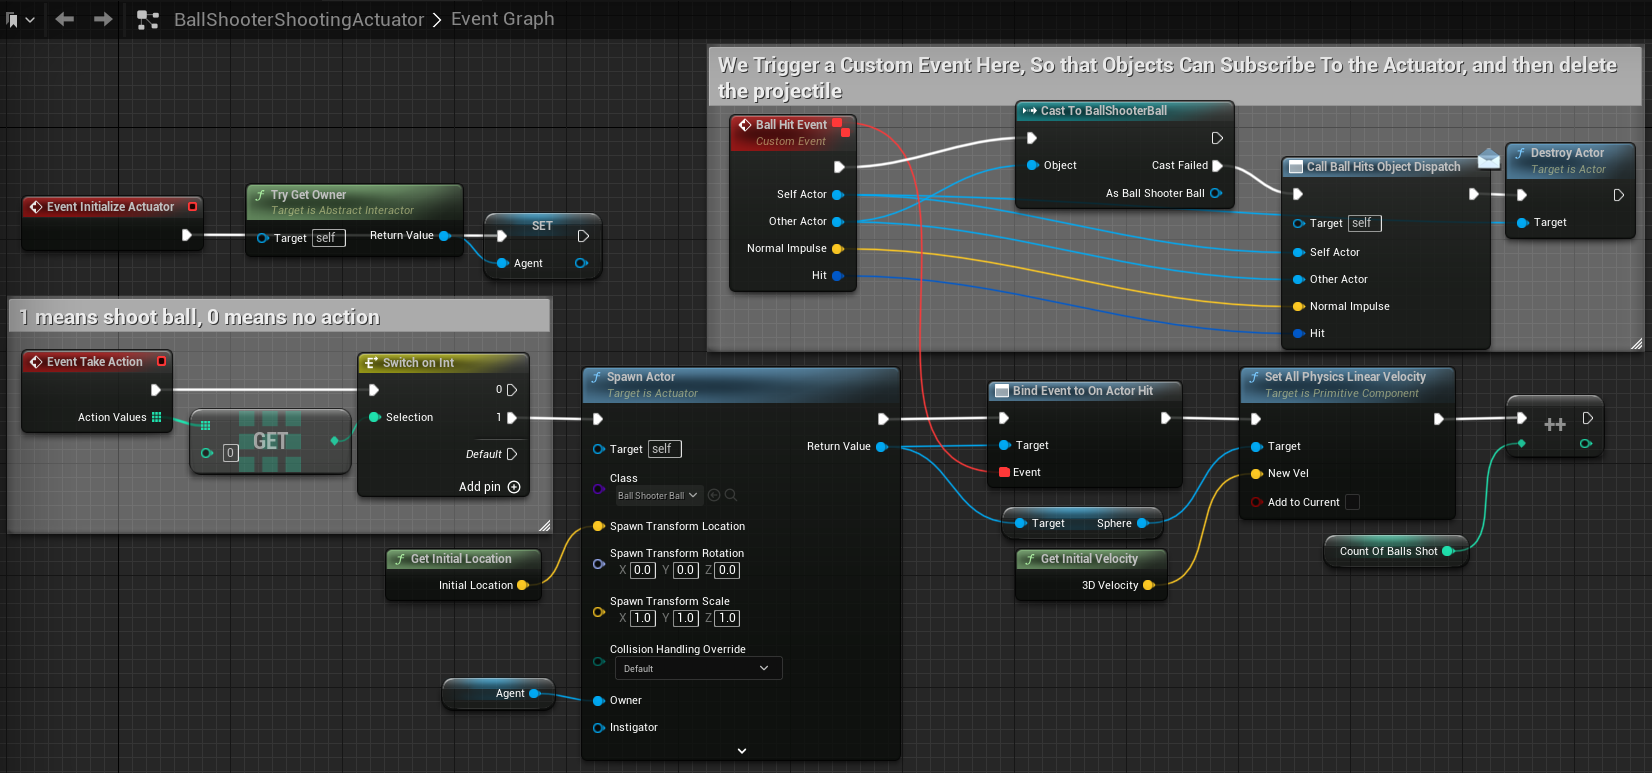 BallShooterShootingActuator > Event Graph
We Trigger a Custom Event Here, So that Objects Can Subscribe To the Actuator, and then delete
the projectile
Ball Hit Event
Custom Event
Self Actor
Other Actor
Normal Impulse
Hit
Cast To BallShooterBall
Object
Cast Failed
As Ball Shooter Ball
Call Ball Hits Object Dispatch
Target self
Self Actor
Other Actor
Normal Impulse
Hit
Destroy Actor
Target is Actor
Target
Event Initialize Actuator
Try Get Owner
Target is Abstract Interactor
Target self
Return Value
SET
Agent
1 means shoot ball, 0 means no action
Event Take Action
Action Values
GET
0
Switch on Int
0
Selection
1
Default
Add pin
Spawn Actor
Target is Actuator
Target self
Return Value
Class
Ball Shooter Ball
Spawn Transform Location
Spawn Transform Rotation
X 0.0 Y 0.0 Z 0.0
Spawn Transform Scale
X 1.0 Y 1.0 Z 1.0
Collision Handling Override
Default
Owner
Instigator
Get Initial Location
Initial Location
Agent
Bind Event to On Actor Hit
Target
Event
Target Sphere
Get Initial Velocity
3D Velocity
Set All Physics Linear Velocity
Target is Primitive Component
Target
New Vel
Add to Current
++
Count Of Balls Shot